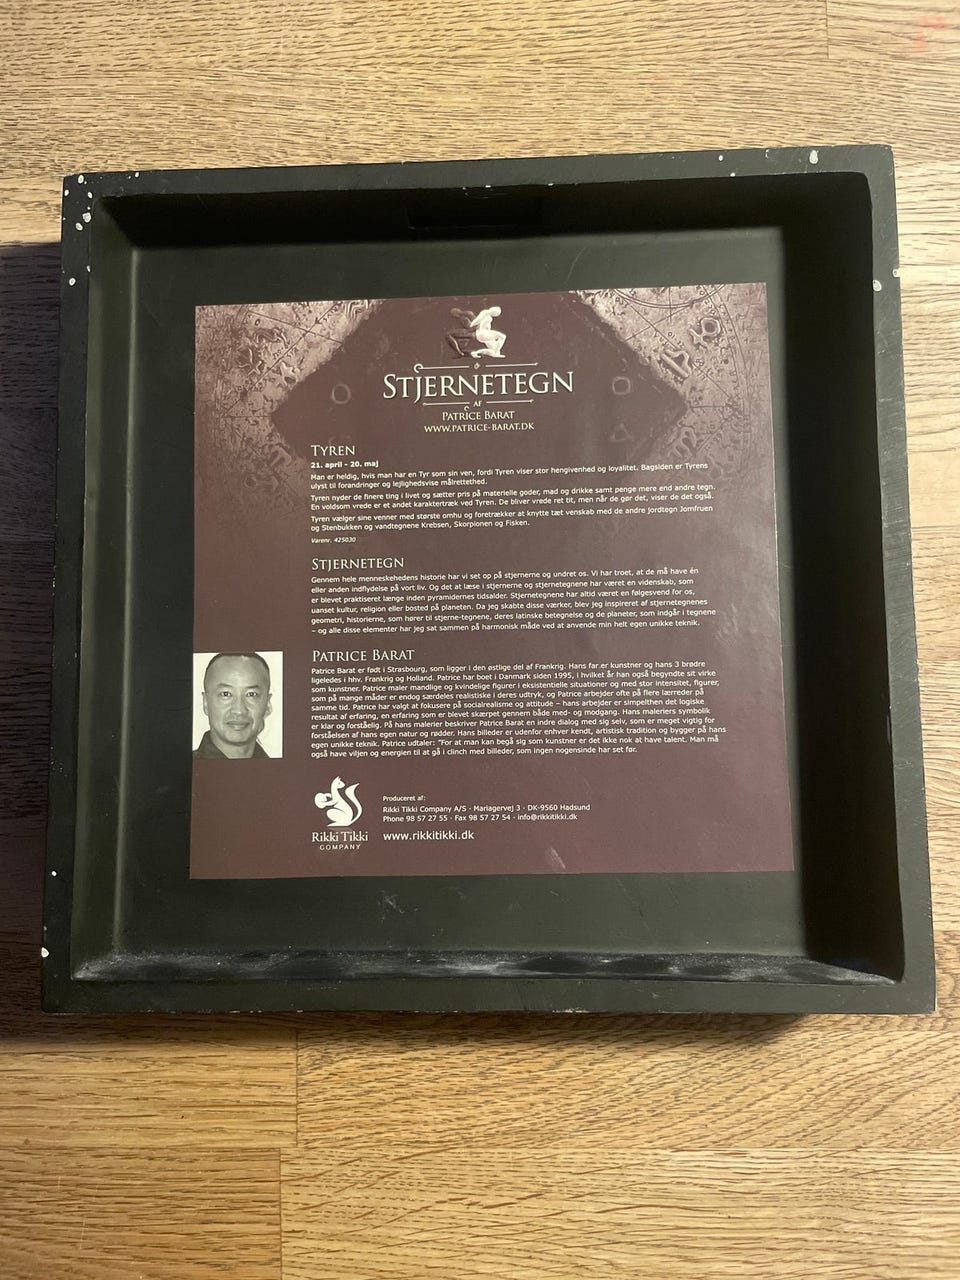 STJERNETEGN
AF
PATRICE BARAT
WWW.PATRICE-BARAT.DK
TYREN
21. april - 20. maj
Man er heldig, hvis man har en Tyr som sin ven, fordi Tyren viser stor hengivenhed og loyalitet. Bagsiden er Tyrens
ulyst til forandringer og lejlighedsvise målrettethed.
Tyren nyder de finere ting i livet og sætter pris på materielle goder, mad og drikke samt penge mere end andre tegn.
En voldsom vrede er et andet karaktertræk ved Tyren. De bliver vrede ret tit, men når de gør det, viser de det også.
Tyren vælger sine venner med største omhu og foretrækker at knytte tæt venskab med de andre jordtegn Jomfruen
og Stenbukken og vandtegnene Krebsen, Skorpionen og Fisken.
Varenr. 425030
STJERNETEGN
Gennem hele menneskehedens historie har vi set op på stjernerne og undret os. Vi har troet, at de må have én
eller anden indflydelse på vort liv. Og det at læse i stjernerne og stjernetegnene har været en videnskab, som
er blevet praktiseret længe inden pyramidernes tidsalder. Stjernetegnene har altid været en følgesvend for os,
uanset kultur, religion eller bosted på planeten. Da jeg skabte disse værker, blev jeg inspireret af stjernetegnenes
geometri, historierne, som hører til stjerne-tegnene, deres latinske betegnelse og de planeter, som indgår i tegnene
– og alle disse elementer har jeg sat sammen på harmonisk måde ved at anvende min helt egen unikke teknik.
PATRICE BARAT
Patrice Barat er født i Strasbourg, som ligger i den østlige del af Frankrig. Hans far er kunstner og hans 3 brødre
ligeledes i hhv. Frankrig og Holland. Patrice har boet i Danmark siden 1995, i hvilket år han også begyndte sit virke
som kunstner. Patrice maler mandlige og kvindelige figurer i eksistentielle situationer og med stor intensitet, figurer,
som på mange måder er endog særdeles realistiske i deres udtryk, og Patrice arbejder ofte på flere lærreder på
samme tid. Patrice har valgt at fokusere på socialrealisme og attitude – hans arbejder er simpelthen det logiske
resultat af erfaring, en erfaring som er blevet skærpet gennem både med- og modgang. Hans maleriers symbolik
er klar og forståelig. På hans malerier beskriver Patrice Barat en indre dialog med sig selv, som er meget vigtig for
forståelsen af hans egen natur og rødder. Hans billeder er udenfor enhver kendt, artistisk tradition og bygger på hans
egen unikke teknik. Patrice udtaler: "For at man kan begå sig som kunstner er det ikke nok at have talent. Man må
også have viljen og energien til at gå i clinch med billeder, som ingen nogensinde har set før.
Rikki Tikki
COMPANY
Produceret af:
Rikki Tikki Company A/S · Mariagervej 3 · DK-9560 Hadsund
Phone 98 57 27 55 · Fax 98 57 27 54 · info@rikkitikki.dk
www.rikkitikki.dk